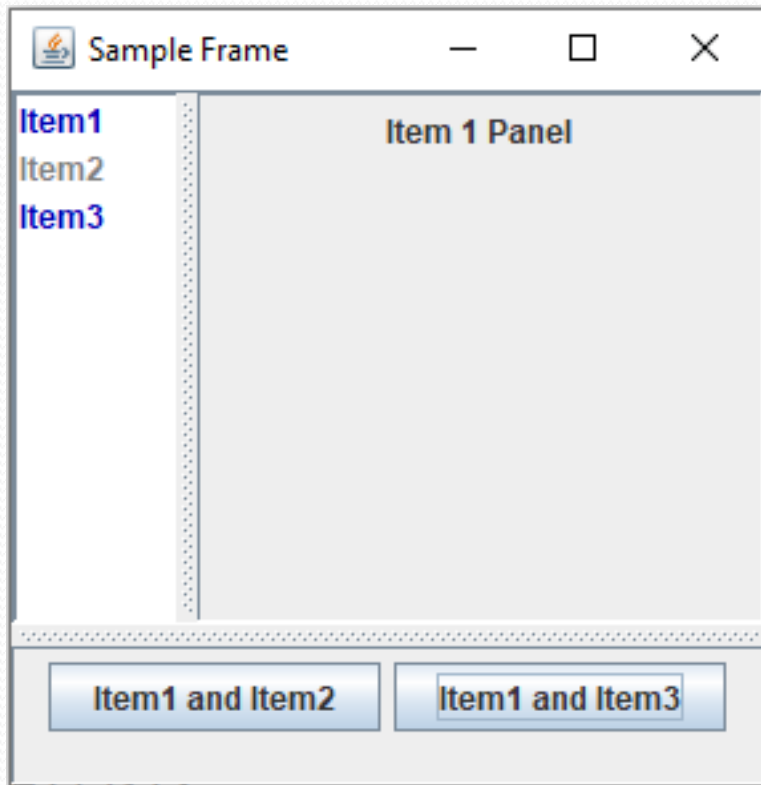 Sample Frame
Item1
Item2
Item3
Item 1 Panel
Item1 and Item2
Item1 and Item3